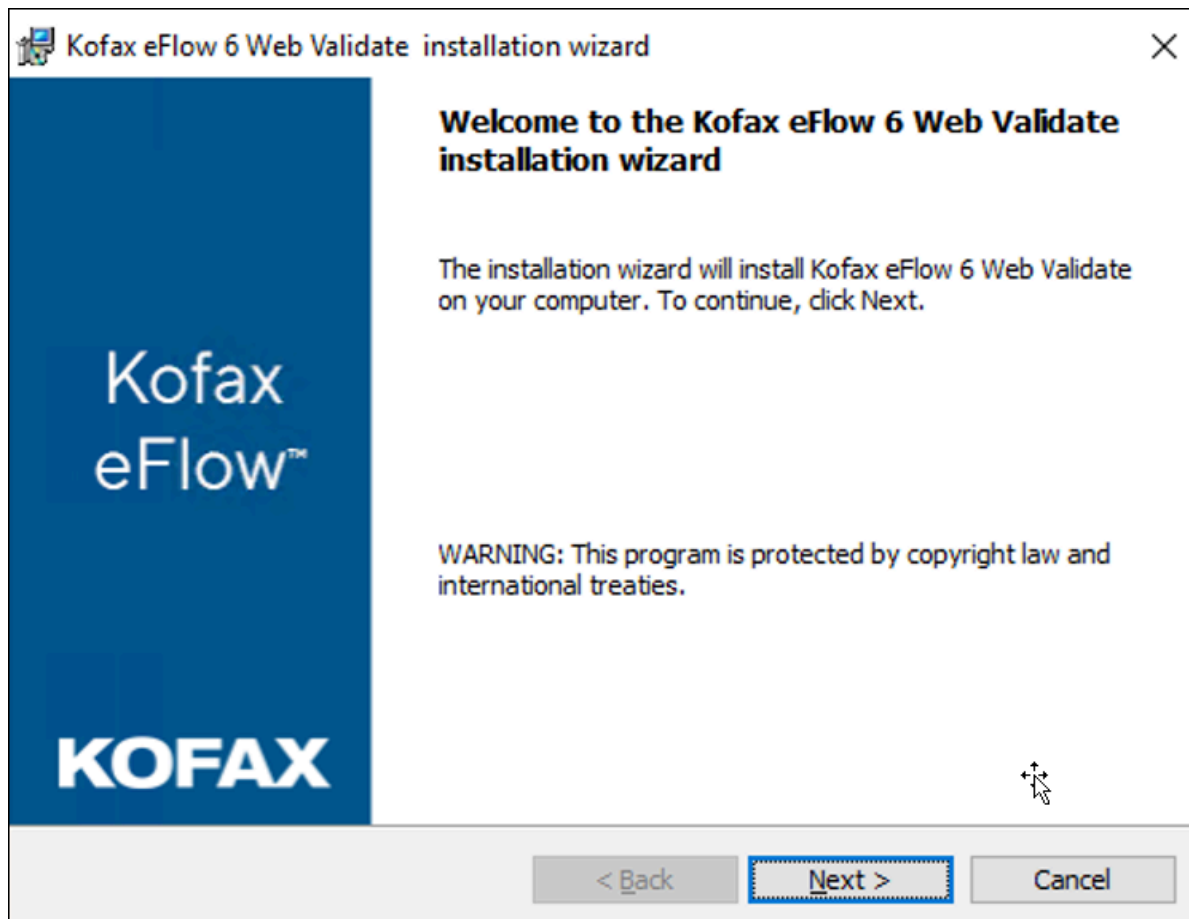 Kofax eFlow 6 Web Validate installation wizard
Welcome to the Kofax eFlow 6 Web Validate
installation wizard
The installation wizard will install Kofax eFlow 6 Web Validate
on your computer. To continue, click Next.
Kofax
eFlow™
WARNING: This program is protected by copyright law and
international treaties.
KOFAX
< Back
Next >
Cancel